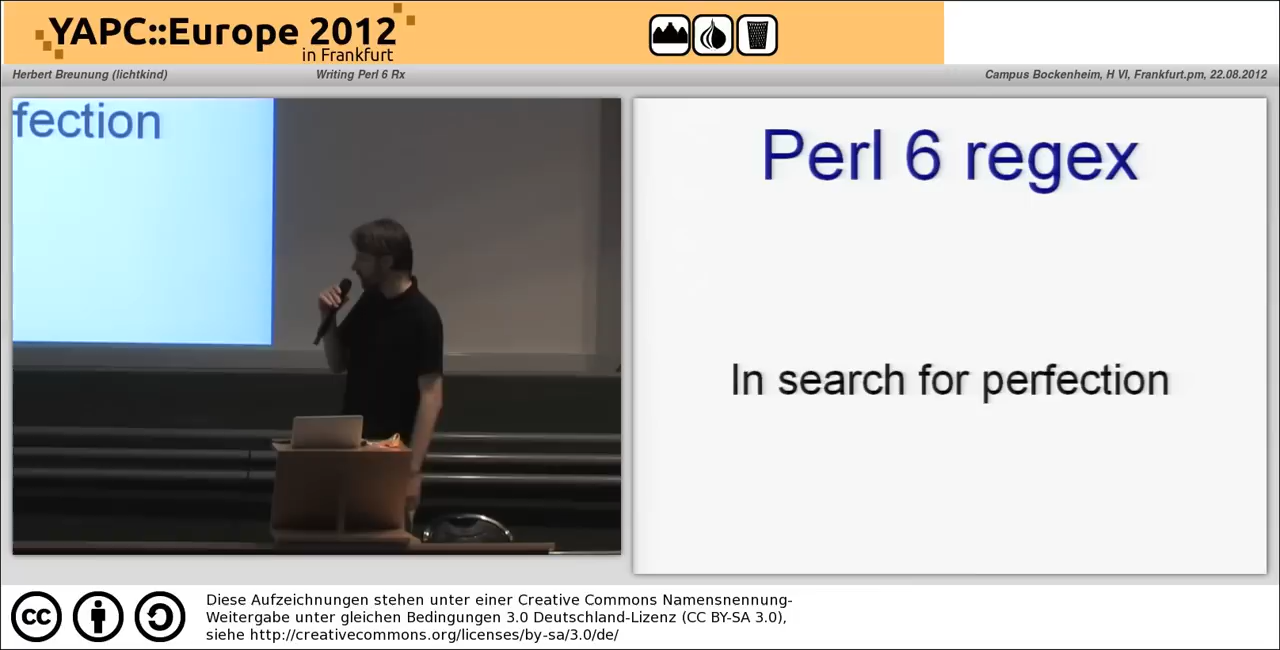 YAPC::Europe 2012
in Frankfurt
Herbert Breunung (lichtkind) Writing Perl 6 Rx Campus Bockenheim, H VI, Frankfurt.pm, 22.08.2012
fection
Perl 6 regex
In search for perfection
cc
Diese Aufzeichnungen stehen unter einer Creative Commons Namensnennung-
Weitergabe unter gleichen Bedingungen 3.0 Deutschland-Lizenz (CC BY-SA 3.0),
siehe http://creativecommons.org/licenses/by-sa/3.0/de/